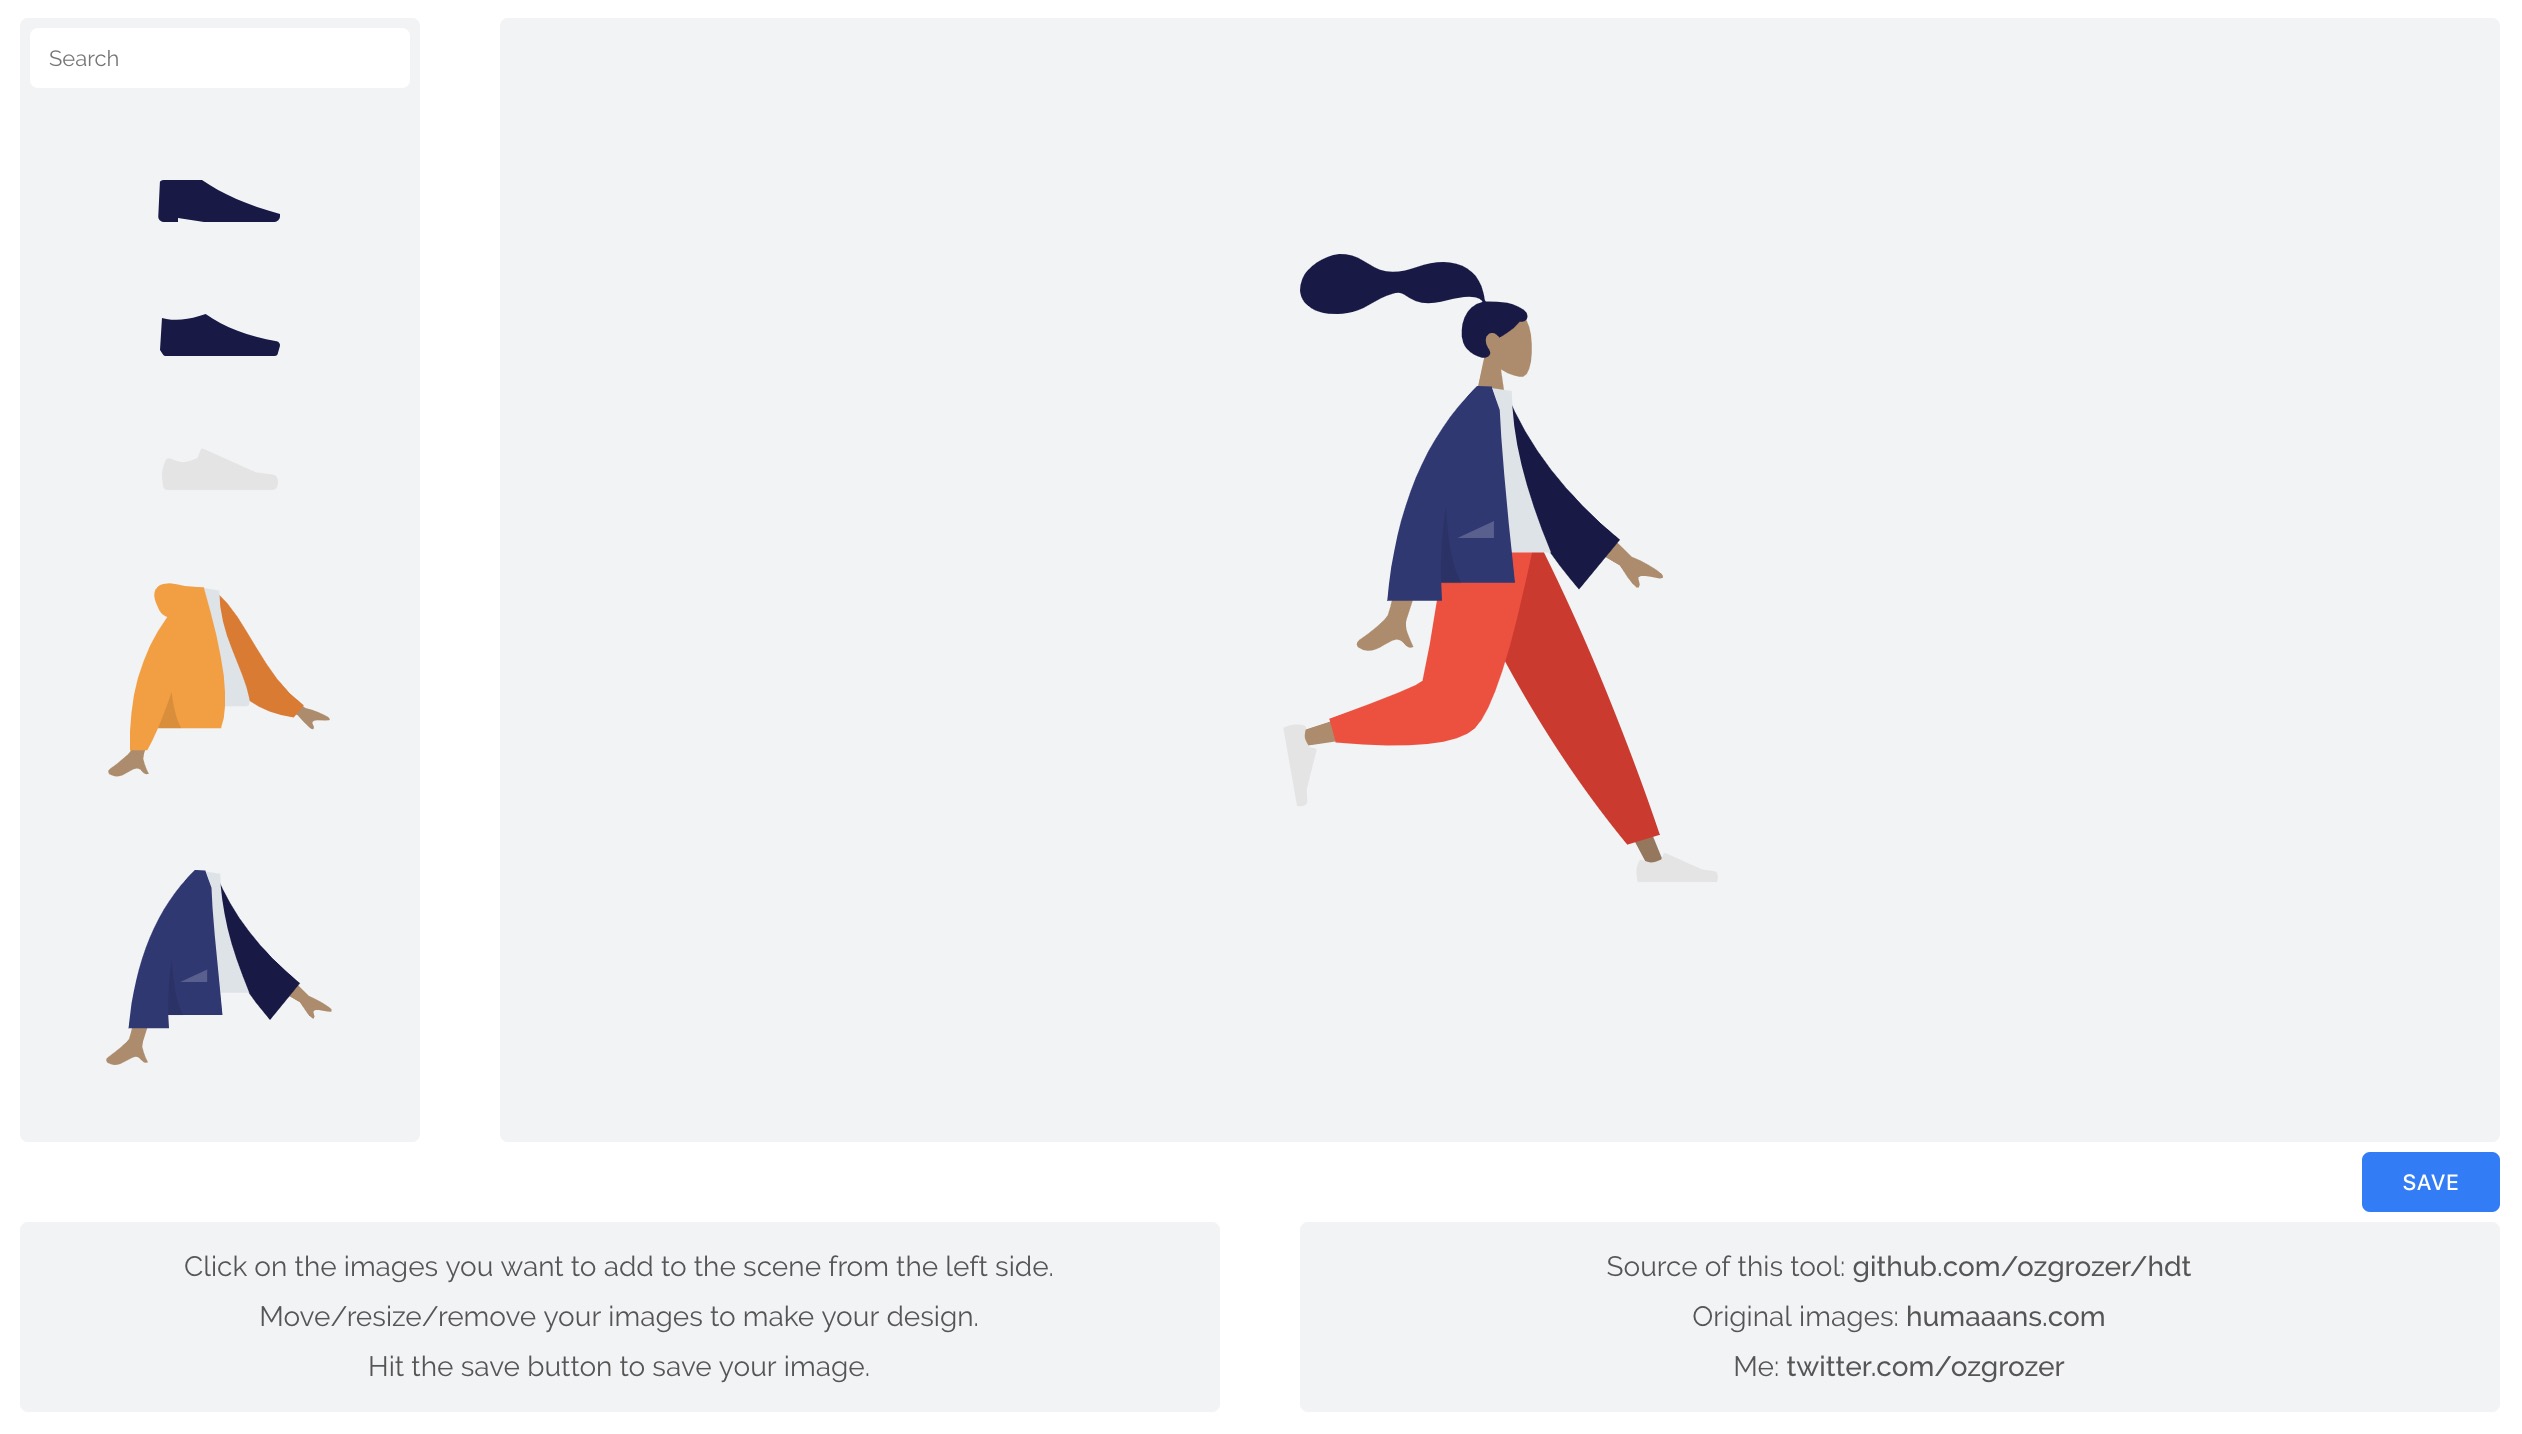 Search
SAVE
Click on the images you want to add to the scene from the left side.
Move/resize/remove your images to make your design.
Hit the save button to save your image.
Source of this tool: github.com/ozgrozer/hdt
Original images: humaaans.com
Me: twitter.com/ozgrozer